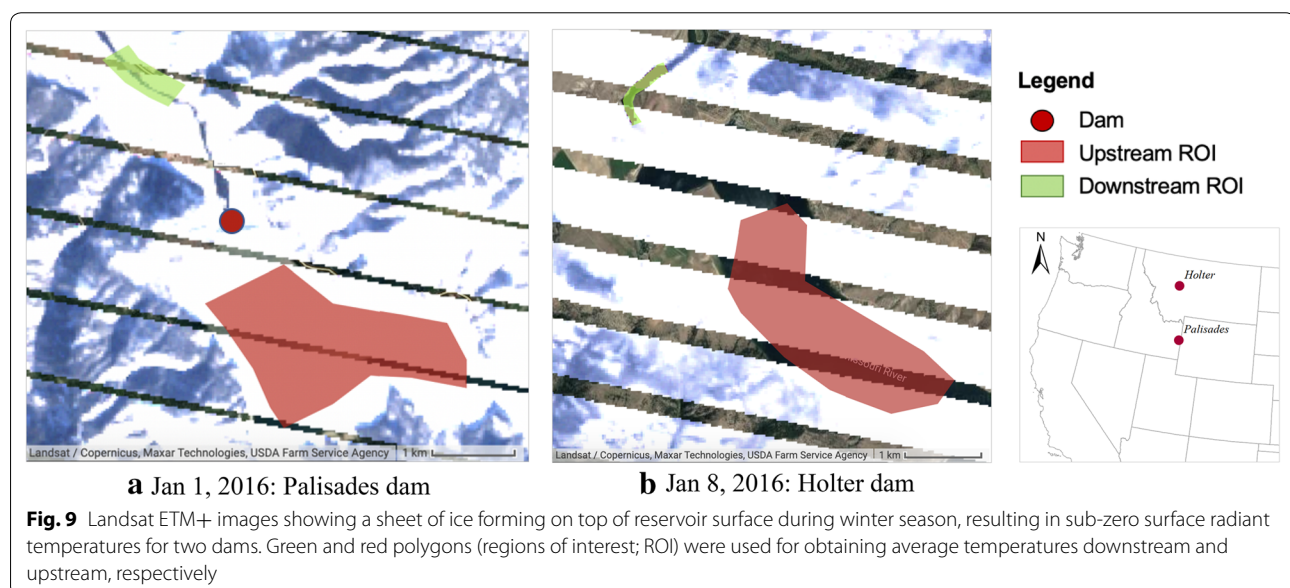 Missouri River
Landsat / Copernicus, Maxar Technologies, USDA Farm Service Agency
1 km
Landsat / Copernicus, Maxar Technologies, USDA Farm Service Agency
1 km
Legend
Dam
Upstream ROI
Downstream ROI
N
Holter
Palisades
a Jan 1, 2016: Palisades dam
b Jan 8, 2016: Holter dam
Fig. 9 Landsat ETM+ images showing a sheet of ice forming on top of reservoir surface during winter season, resulting in sub-zero surface radiant
temperatures for two dams. Green and red polygons (regions of interest; ROI) were used for obtaining average temperatures downstream and
upstream, respectively